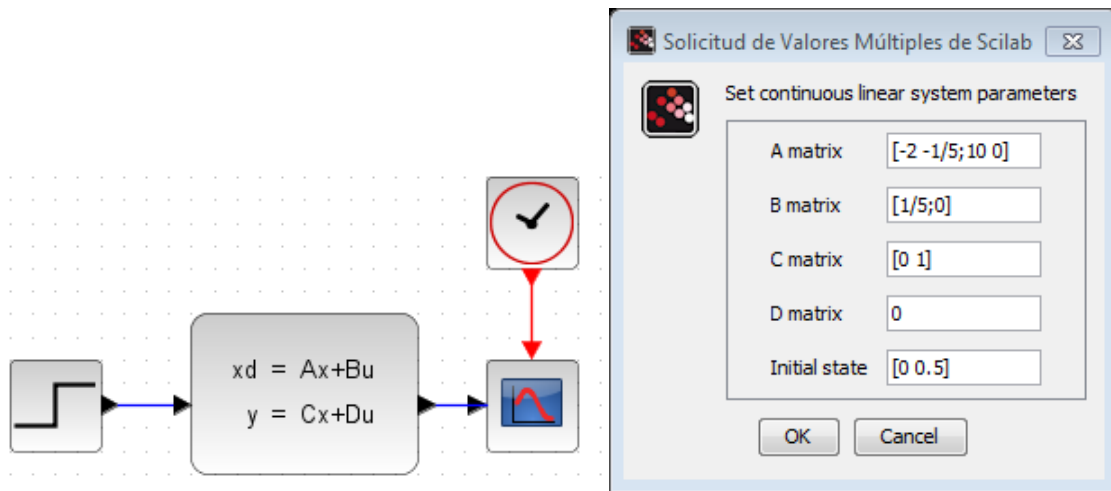 xd = Ax+Bu
y = Cx+Du
Solicitud de Valores Múltiples de Scilab
Set continuous linear system parameters
A matrix [-2 -1/5;10 0]
B matrix [1/5;0]
C matrix [0 1]
D matrix 0
Initial state [0 0.5]
OK Cancel